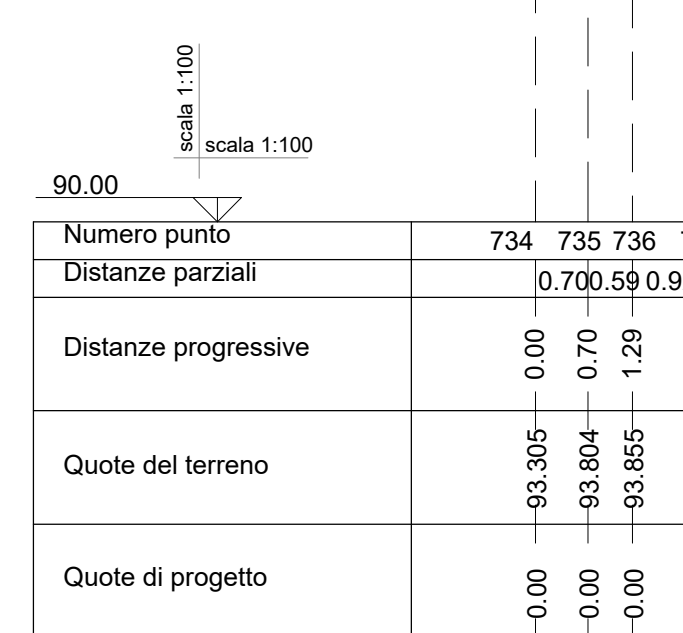 scala 1:100
scala 1:100
90.00
Numero punto 734 735 736
Distanze parziali 0.70 0.59 0.9
Distanze progressive 0.00 0.70 1.29
Quote del terreno 93.305 93.804 93.855
Quote di progetto 0.00 0.00 0.00